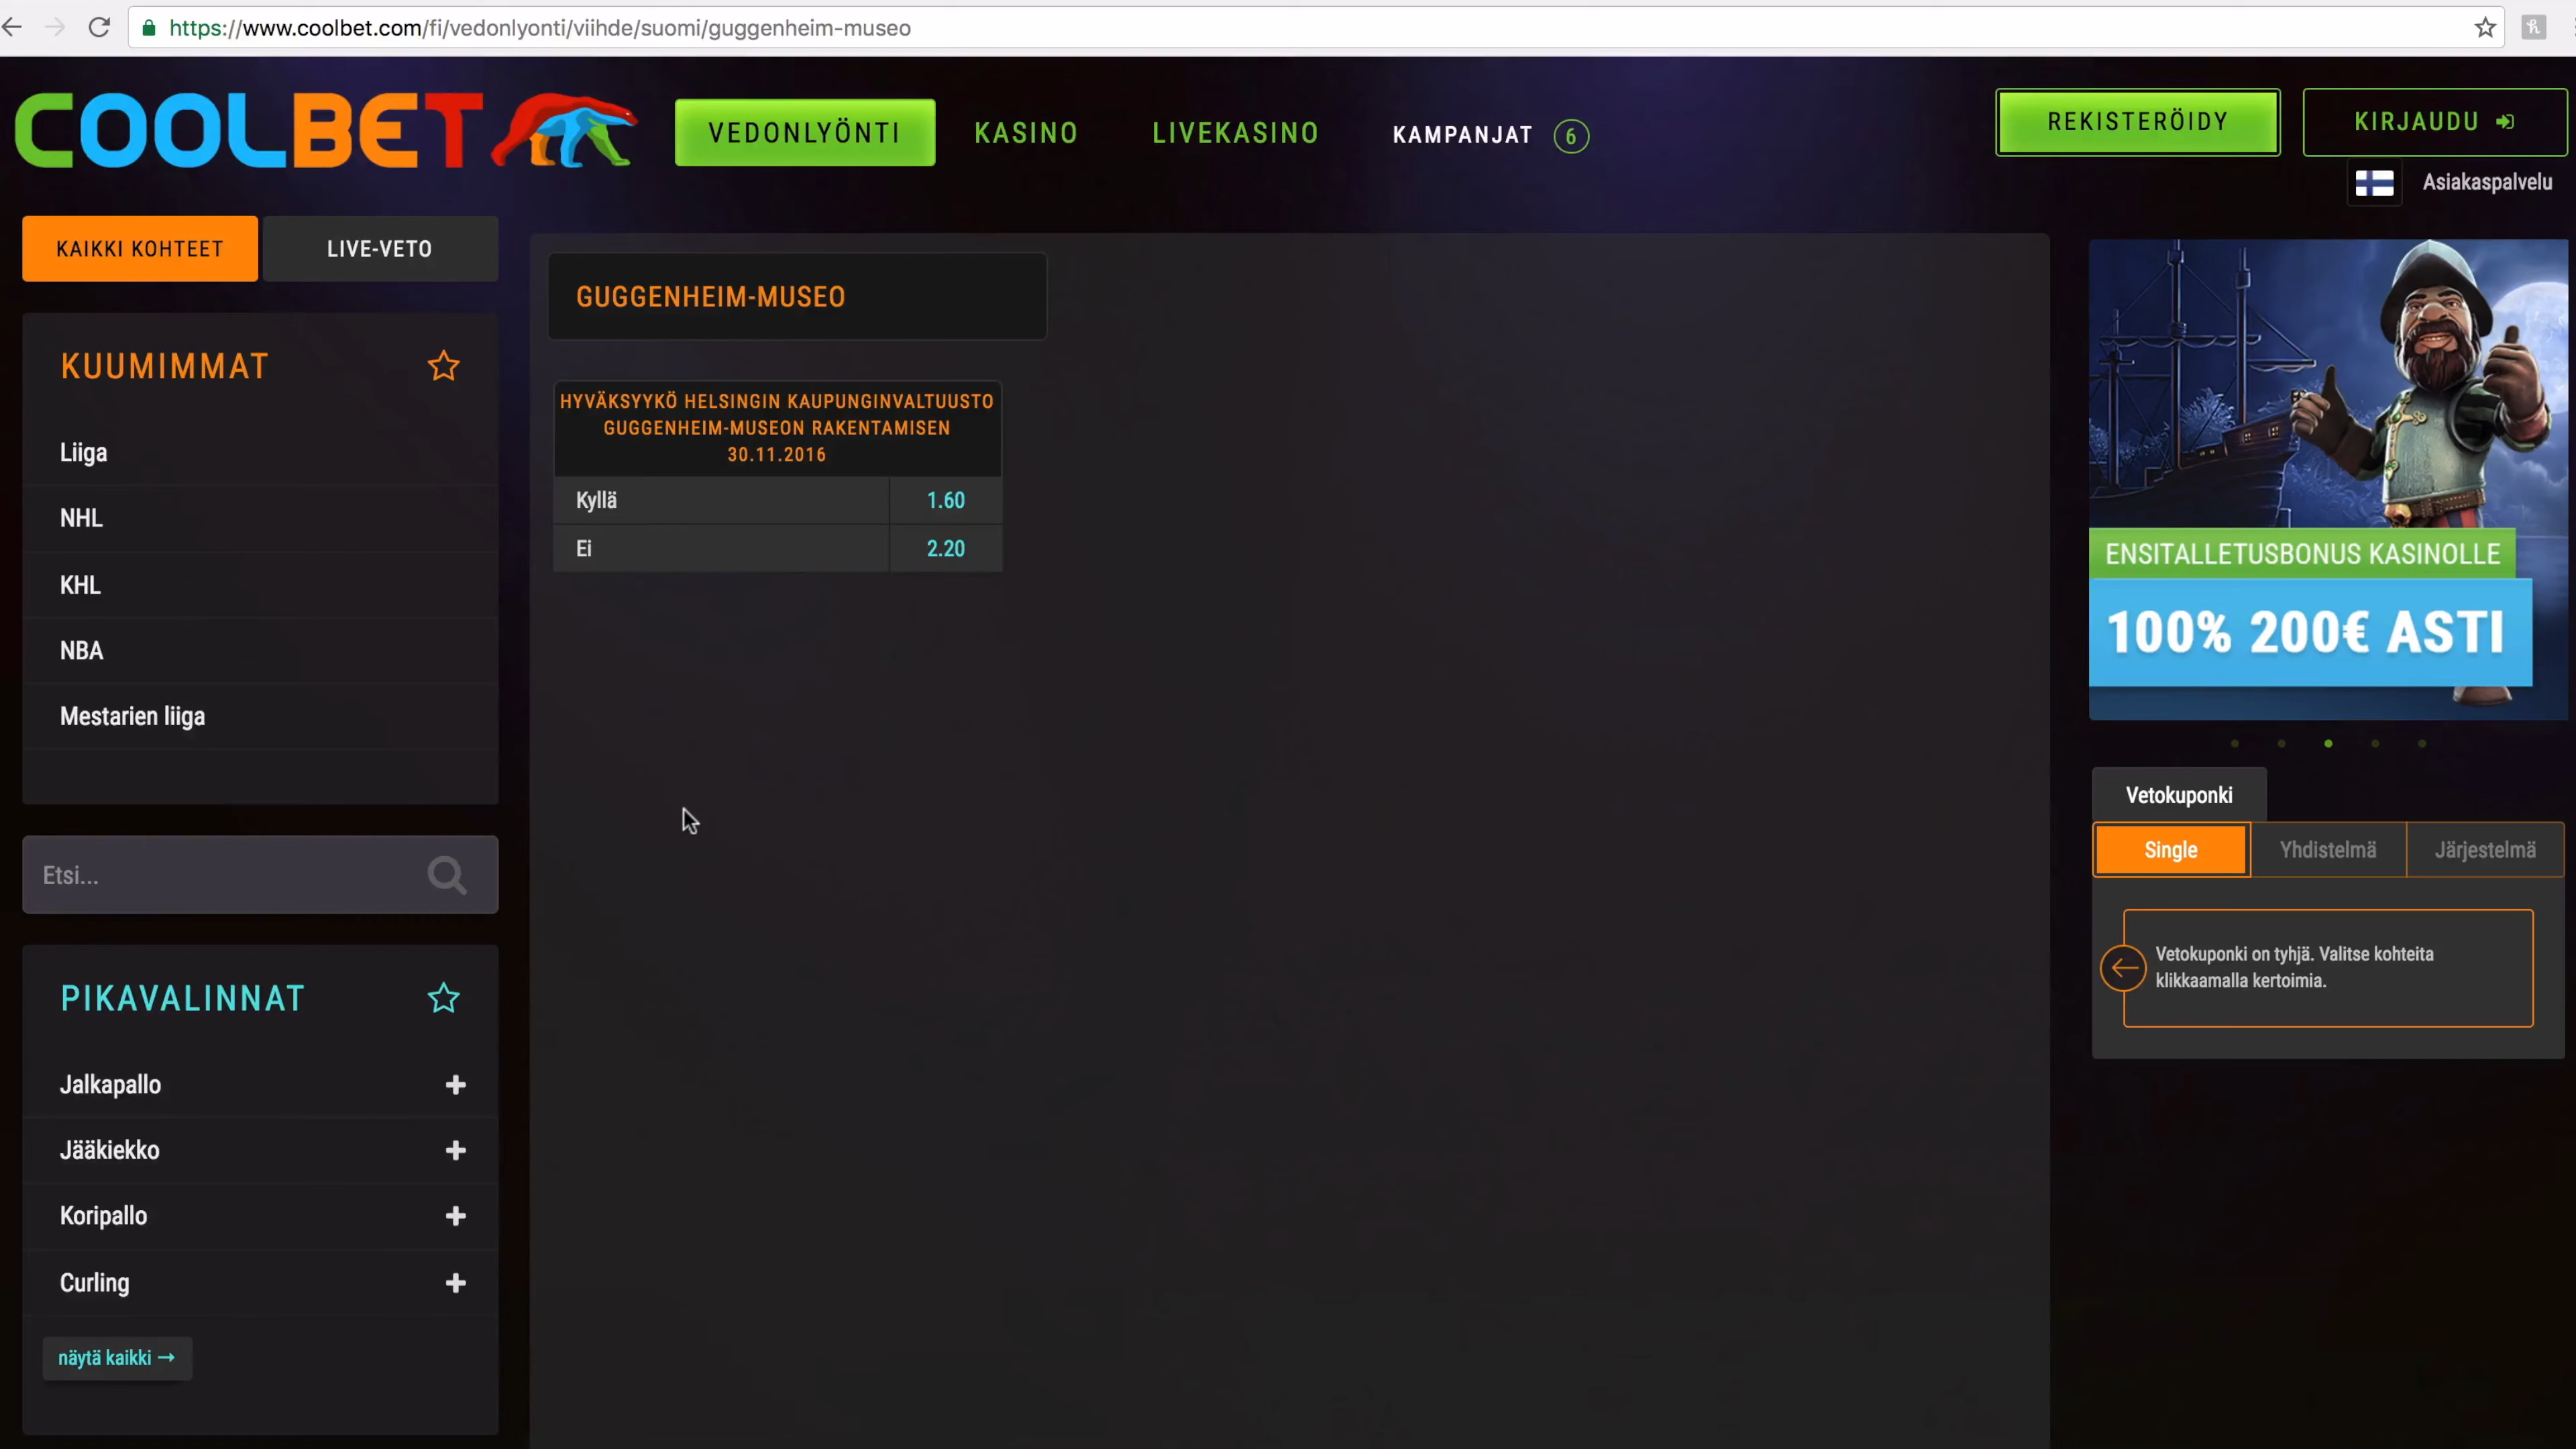 https://www.coolbet.com/fi/vedonlyonti/viihde/suomi/guggenheim-museo
COOLBET
VEDONLYÖNTI
KASINO
LIVEKASINO
KAMPANJAT 6
REKISTERÖIDY
KIRJAUDU
Asiakaspalvelu
KAIKKI KOHTEET
LIVE-VETO
KUUMIMMAT
Liiga
NHL
KHL
NBA
Mestarien liiga
Etsi...
PIKAVALINNAT
Jalkapallo
Jääkiekko
Koripallo
Curling
näytä kaikki →
GUGGENHEIM-MUSEO
HYVÄKSYYKÖ HELSINGIN KAUPUNGINVALTUUSTO
GUGGENHEIM-MUSEON RAKENTAMISEN
30.11.2016
Kyllä 1.60
Ei 2.20
ENSITALLETUSBONUS KASINOLLE
100% 200€ ASTI
Vetokuponki
Single
Yhdistelmä
Järjestelmä
Vetokuponki on tyhjä. Valitse kohteita
klikkaamalla kertoimia.